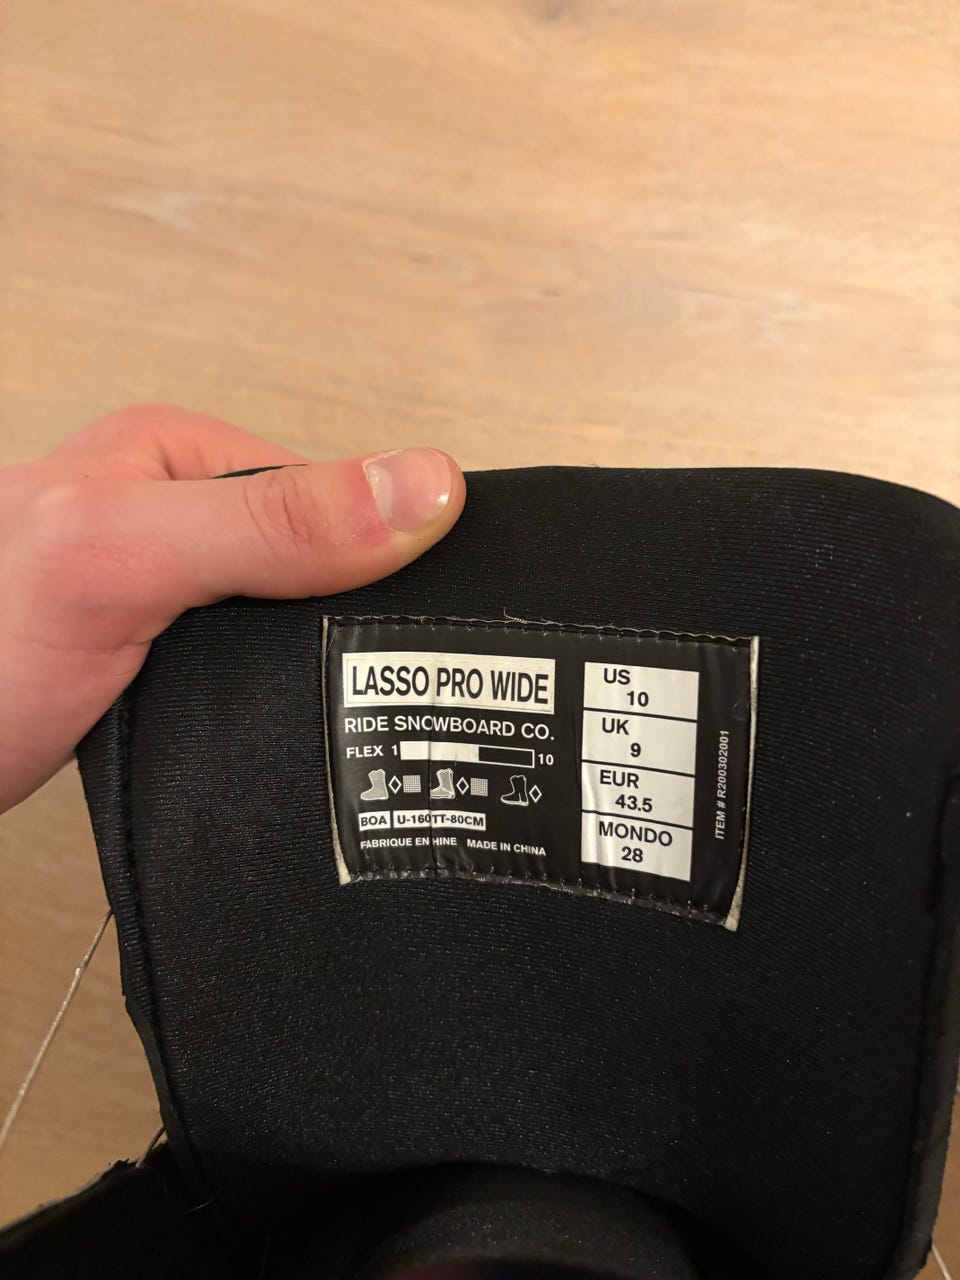 LASSO PRO WIDE
RIDE SNOWBOARD CO.
FLEX 1 10
BOA U-160TT-80CM
FABRIQUE EN HINE MADE IN CHINA
US
10
UK
9
EUR
43.5
MONDO
28
ITEM # R200302001